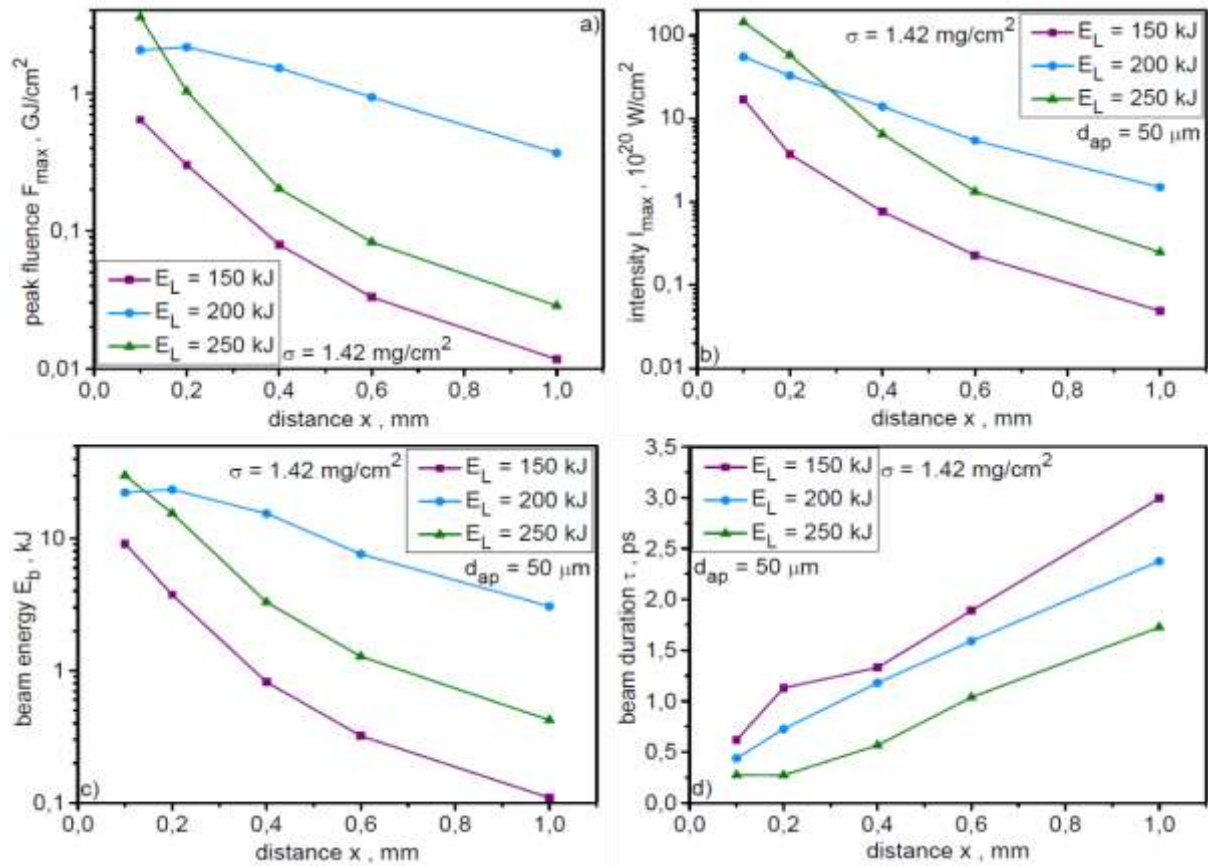 a)
peak fluence F_max , GJ/cm²
1
0,1
0,01
E_L = 150 kJ
E_L = 200 kJ
E_L = 250 kJ
σ = 1.42 mg/cm²
0,0 0,2 0,4 0,6 0,8 1,0
distance x , mm
b)
intensity I_max , 10²⁰ W/cm²
100
10
1
0,1
0.01
σ = 1.42 mg/cm²
E_L = 150 kJ
E_L = 200 kJ
E_L = 250 kJ
d_ap = 50 μm
0,0 0,2 0,4 0,6 0,8 1,0
distance x , mm
c)
beam energy E_b , kJ
10
1
0,1
σ = 1.42 mg/cm²
E_L = 150 kJ
E_L = 200 kJ
E_L = 250 kJ
d_ap = 50 μm
0,0 0,2 0,4 0,6 0,8 1,0
distance x , mm
d)
beam duration τ , ps
3,5
3,0
2,5
2,0
1,5
1,0
0,5
0,0
E_L = 150 kJ
E_L = 200 kJ
E_L = 250 kJ
σ = 1.42 mg/cm²
d_ap = 50 μm
0,0 0,2 0,4 0,6 0,8 1,0
distance x , mm